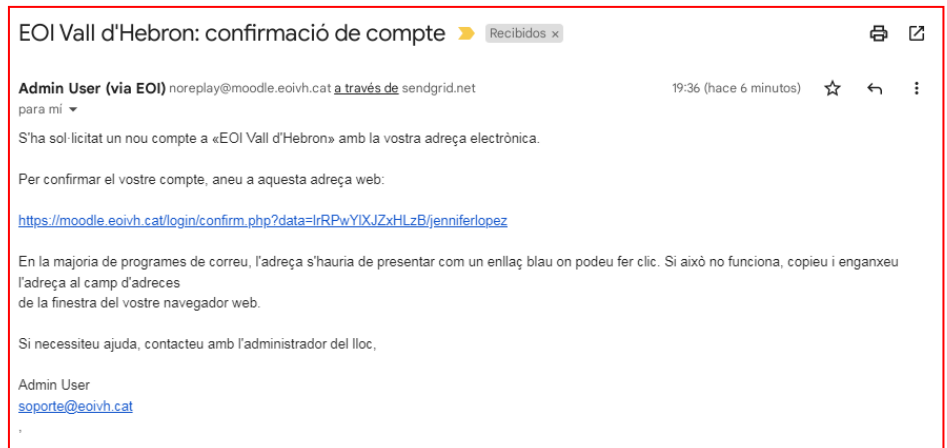 EOI Vall d'Hebron: confirmació de compte Recibidos ×
Admin User (via EOI) noreplay@moodle.eoivh.cat a través de sendgrid.net 19:36 (hace 6 minutos)
para mí
S'ha sol·licitat un nou compte a «EOI Vall d'Hebron» amb la vostra adreça electrònica.
Per confirmar el vostre compte, aneu a aquesta adreça web:
https://moodle.eoivh.cat/login/confirm.php?data=lrRPwYlXJZxHLzB/jenniferlopez
En la majoria de programes de correu, l'adreça s'hauria de presentar com un enllaç blau on podeu fer clic. Si això no funciona, copieu i enganxeu
l'adreça al camp d'adreces
de la finestra del vostre navegador web.
Si necessiteu ajuda, contacteu amb l'administrador del lloc,
Admin User
soporte@eoivh.cat
,